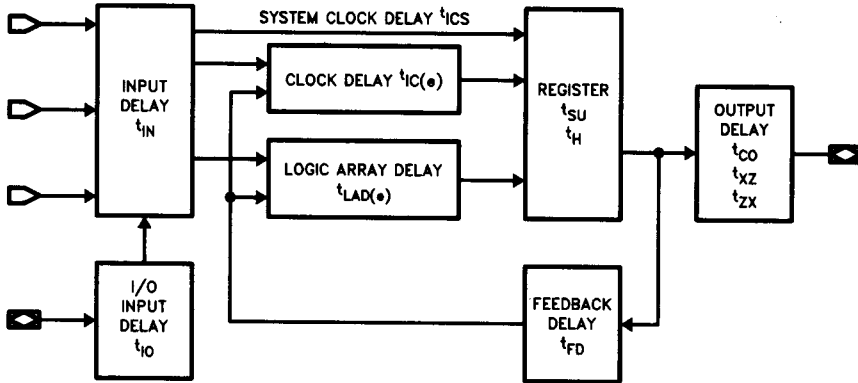 SYSTEM CLOCK DELAY tICS
INPUT
DELAY
tIN
CLOCK DELAY tIC(e)
LOGIC ARRAY DELAY
tLAD(e)
REGISTER
tSU
tH
OUTPUT
DELAY
tCO
tXZ
tZX
I/O
INPUT
DELAY
tIO
FEEDBACK
DELAY
tFD